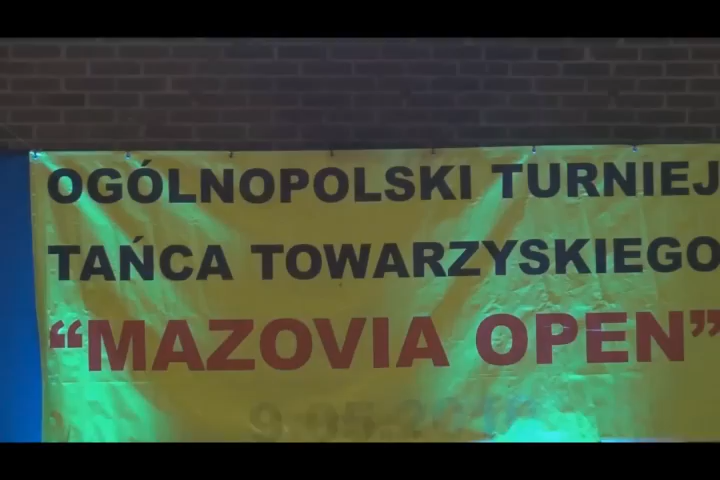 OGÓLNOPOLSKI TURNIEJ
TAŃCA TOWARZYSKIEGO
“MAZOVIA OPEN”